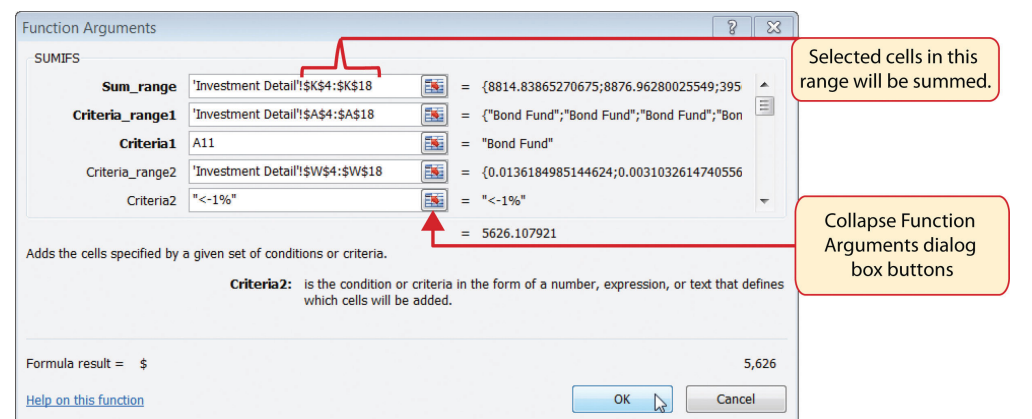 Function Arguments
SUMIFS
Sum_range 'Investment Detail'!$K$4:$K$18 = {8814.83865270675;8876.96280025549;395
Criteria_range1 'Investment Detail'!$A$4:$A$18 = {"Bond Fund";"Bond Fund";"Bond Fund";"Bon
Criteria1 A11 = "Bond Fund"
Criteria_range2 'Investment Detail'!$W$4:$W$18 = {0.0136184985144624;0.0031032614740556
Criteria2 "<-1%" = "<-1%"
= 5626.107921
Adds the cells specified by a given set of conditions or criteria.
Criteria2: is the condition or criteria in the form of a number, expression, or text that defines
which cells will be added.
Formula result = $ 5,626
Help on this function
OK
Cancel
Selected cells in this
range will be summed.
Collapse Function
Arguments dialog
box buttons